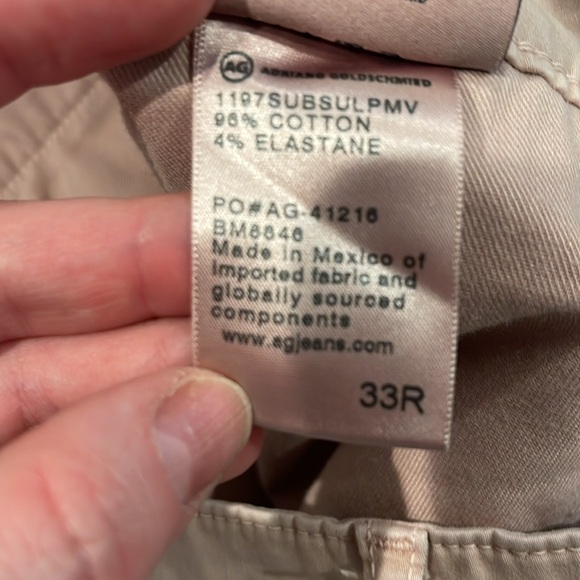 AG ADRIANO GOLDSCHMIED
1197SUBSULPMV
96% COTTON
4% ELASTANE
PO#AG-41216
BM6646
Made in Mexico of
imported fabric and
globally sourced
components
www.agjeans.com
33R